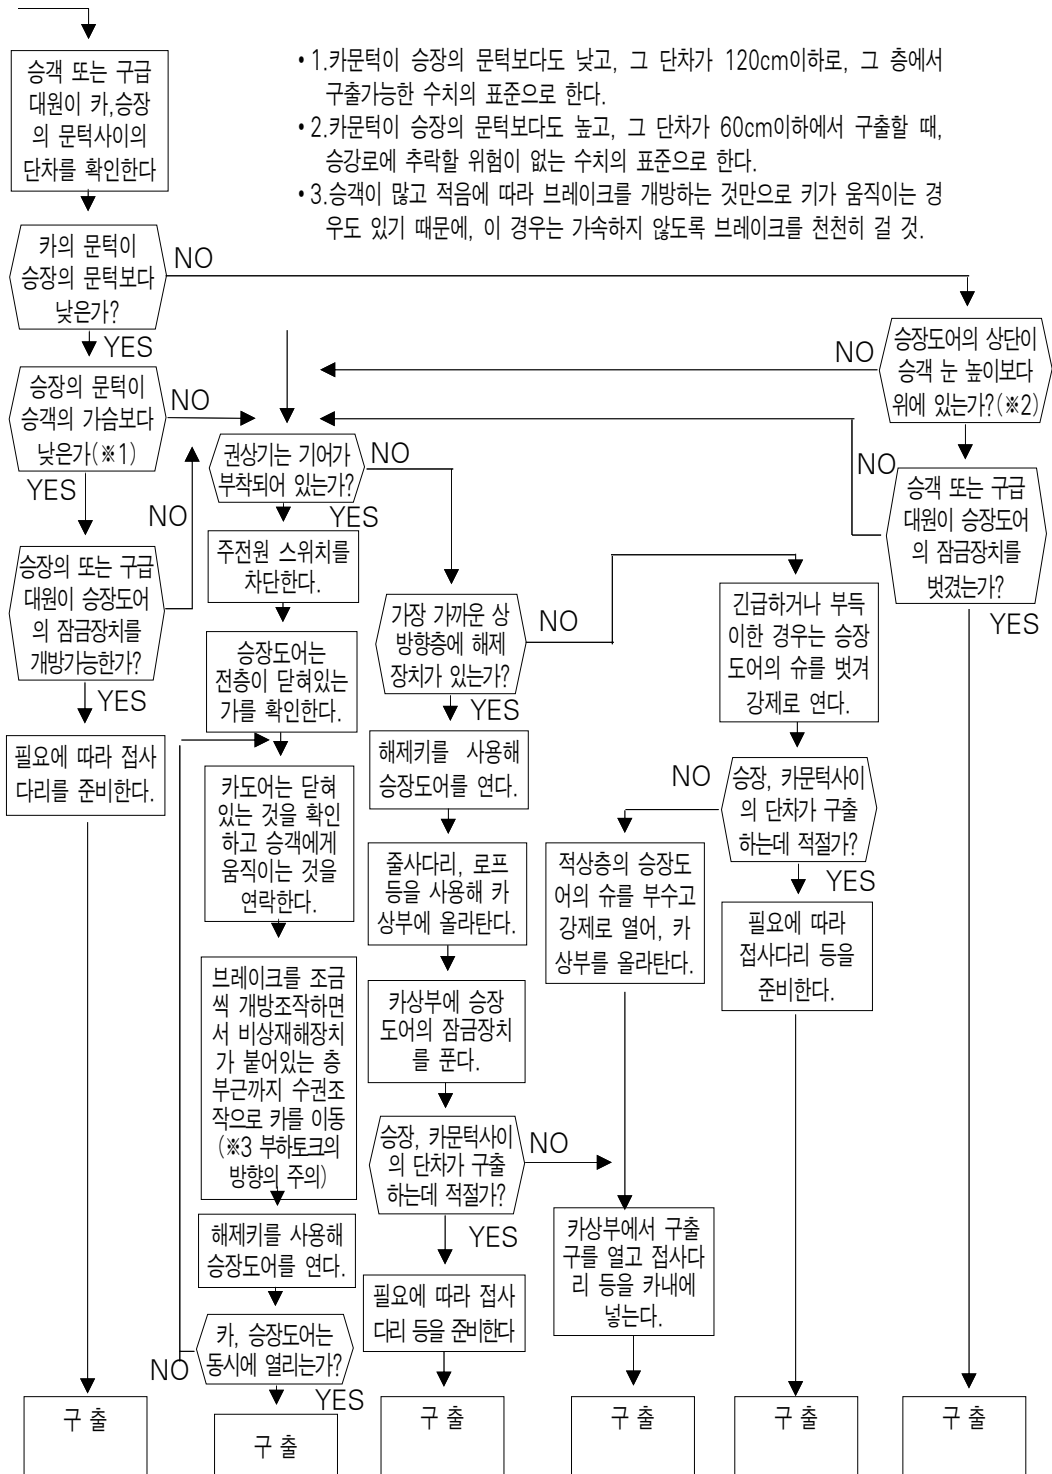 • 1.카문턱이 승장의 문턱보다도 낮고, 그 단차가 120cm이하로, 그 층에서
구출가능한 수치의 표준으로 한다.
• 2.카문턱이 승장의 문턱보다도 높고, 그 단차가 60cm이하에서 구출할 때,
승강로에 추락할 위험이 없는 수치의 표준으로 한다.
• 3.승객이 많고 적음에 따라 브레이크를 개방하는 것만으로 키가 움직이는 경
우도 있기 때문에, 이 경우는 가속하지 않도록 브레이크를 천천히 걸 것.
승객 또는 구급
대원이 카,승장
의 문턱사이의
단차를 확인한다
카의 문턱이
승장의 문턱보다
낮은가?
NO
YES
승장의 문턱이
승객의 가슴보다
낮은가(※1)
NO
YES
승장의 또는 구급
대원이 승장도어
의 잠금장치를
개방가능한가?
NO
YES
필요에 따라 접사
다리를 준비한다.
구 출
권상기는 기어가
부착되어 있는가?
NO
YES
주전원 스위치를
차단한다.
승장도어는
전층이 닫혀있는
가를 확인한다.
카도어는 닫혀
있는 것을 확인
하고 승객에게
움직이는 것을
연락한다.
브레이크를 조금
씩 개방조작하면
서 비상재해장치
가 붙어있는 층
부근까지 수권조
작으로 카를 이동
(※3 부하토크의
방향의 주의)
해제키를 사용해
승장도어를 연다.
카, 승장도어는
동시에 열리는가?
NO
YES
구 출
가장 가까운 상
방향층에 해제
장치가 있는가?
NO
YES
해제키를 사용해
승장도어를 연다.
줄사다리, 로프
등을 사용해 카
상부에 올라탄다.
카상부에 승장
도어의 잠금장치
를 푼다.
승장, 카문턱사이
의 단차가 구출
하는데 적절가?
NO
YES
필요에 따라 접사
다리 등을 준비한다
구 출
긴급하거나 부득
이한 경우는 승장
도어의 슈를 벗겨
강제로 연다.
승장, 카문턱사이
의 단차가 구출
하는데 적절가?
NO
YES
적상층의 승장도
어의 슈를 부수고
강제로 열어, 카
상부를 올라탄다.
카상부에서 구출
구를 열고 접사다
리 등을 카내에
넣는다.
구 출
필요에 따라
접사다리 등을
준비한다.
구 출
승장도어의 상단이
승객 눈 높이보다
위에 있는가?(※2)
NO
승객 또는 구급
대원이 승장도어
의 잠금장치를
벗겼는가?
NO
YES
구 출